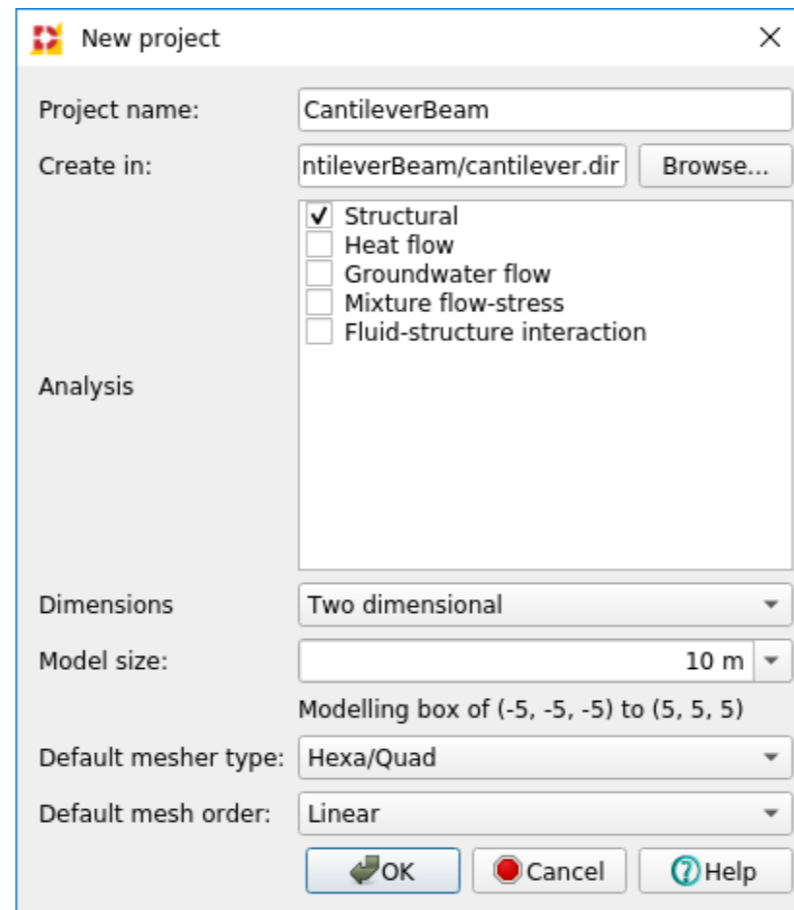 New project
Project name: CantileverBeam
Create in: ntileverBeam/cantilever.dir Browse...
Structural
Heat flow
Groundwater flow
Mixture flow-stress
Fluid-structure interaction
Analysis
Dimensions Two dimensional
Model size: 10 m
Modelling box of (-5, -5, -5) to (5, 5, 5)
Default mesher type: Hexa/Quad
Default mesh order: Linear
OK Cancel Help